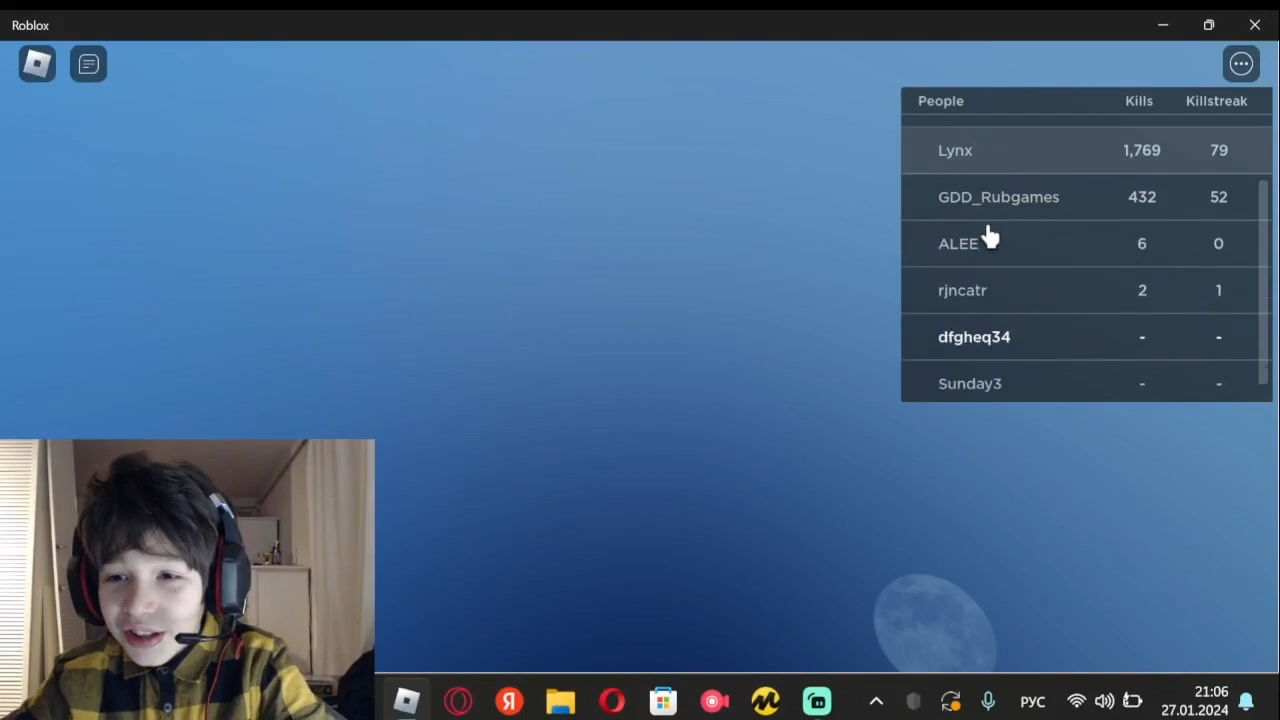 Roblox
People Kills Killstreak
Lynx 1,769 79
GDD_Rubgames 432 52
ALEE 6 0
rjncatr 2 1
dfgheq34 - -
Sunday3 - -
Я
РУС
21:06
27.01.2024